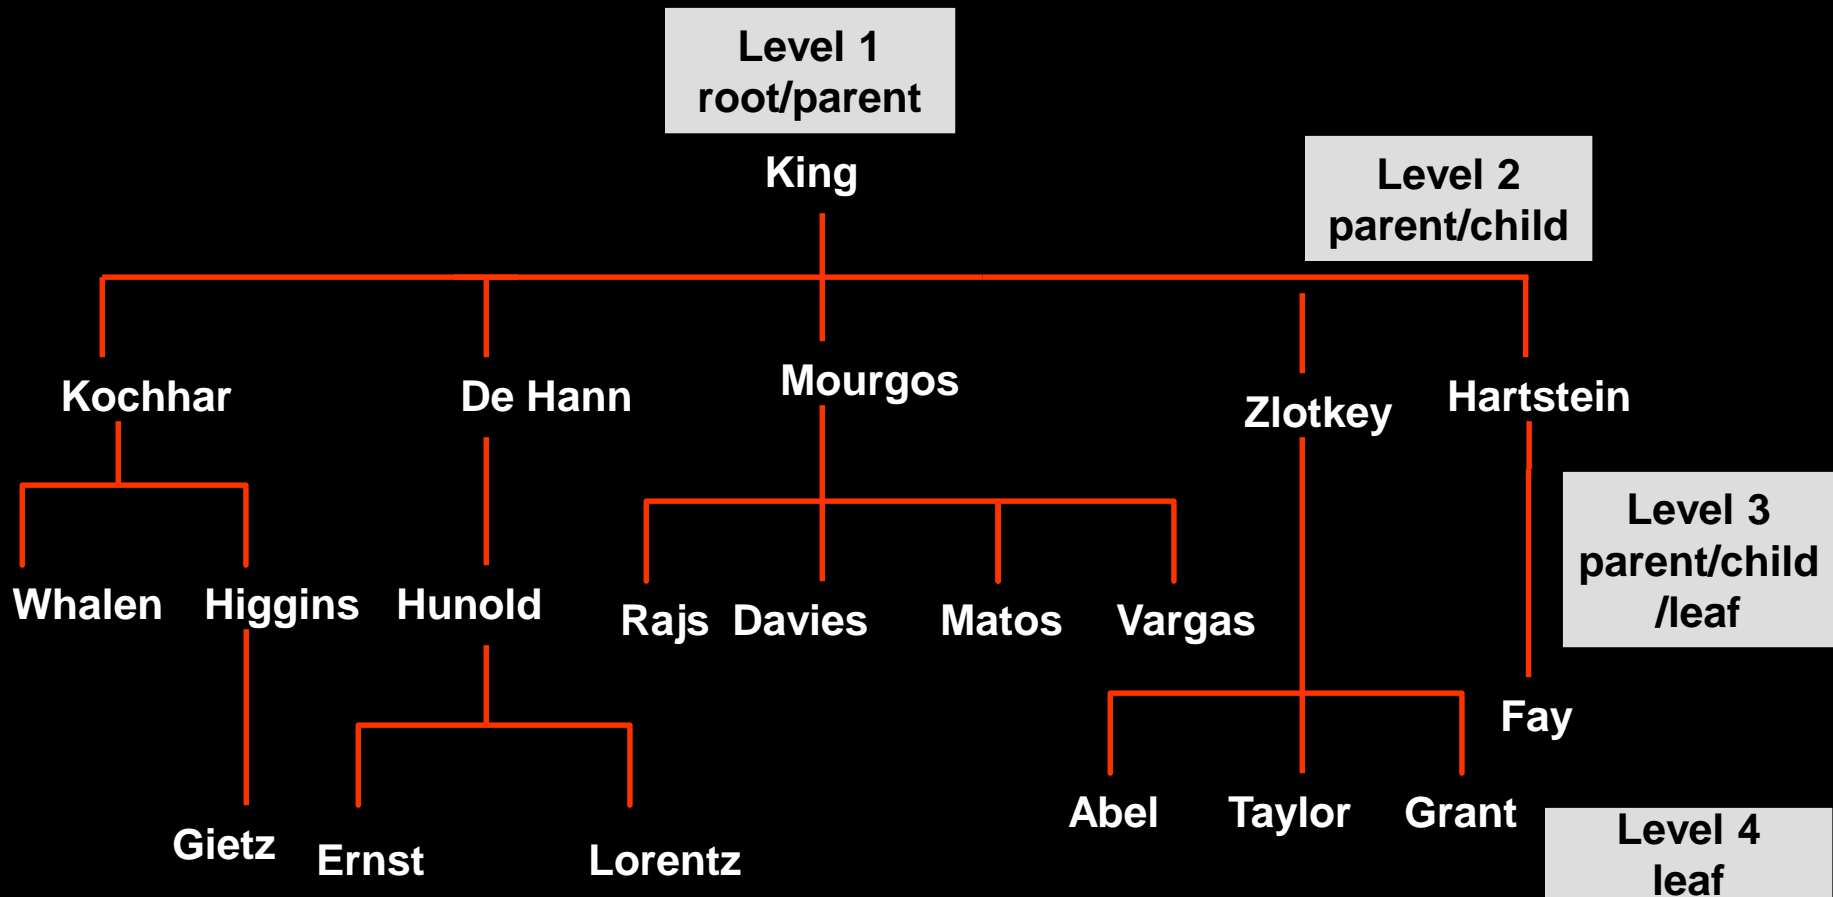 Level 1
root/parent
King
Level 2
parent/child
Kochhar
De Hann
Mourgos
Zlotkey
Hartstein
Level 3
parent/child
/leaf
Whalen
Higgins
Hunold
Rajs
Davies
Matos
Vargas
Fay
Abel
Taylor
Grant
Gietz
Ernst
Lorentz
Level 4
leaf